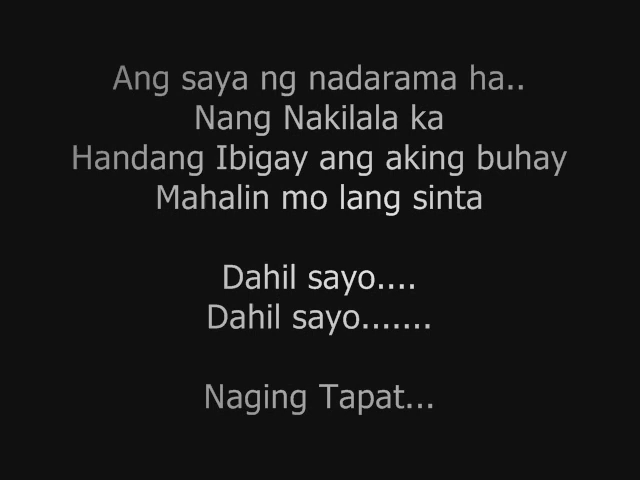 Ang saya ng nadarama ha..
Nang Nakilala ka
Handang Ibigay ang aking buhay
Mahalin mo lang sinta
Dahil sayo....
Dahil sayo.......
Naging Tapat...